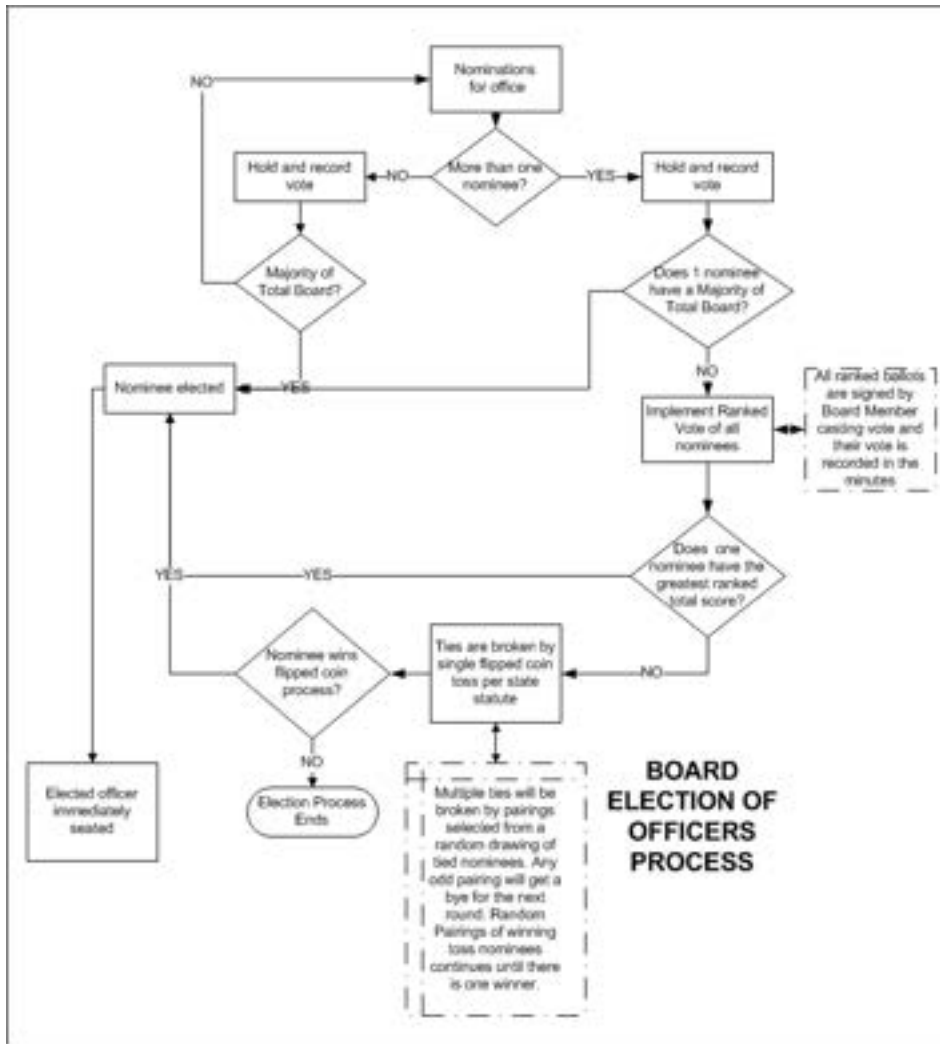 Nominations
for office
NO
Hold and record
vote
NO
More than one
nominee?
YES
Hold and record
vote
Majority of
Total Board?
Does 1 nominee
have a Majority of
Total Board?
YES
Nominee elected
NO
Implement Ranked
Vote of all
nominees
All ranked ballots
are signed by
Board Member
casting vote and
their vote is
recorded in the
minutes
Does one
nominee have the
greatest ranked
total score?
YES
YES
NO
Ties are broken by
single flipped coin
toss per state
statute
Nominee wins
flipped coin
process?
NO
Election Process
Ends
Elected officer
immediately
seated
Multiple ties will be
broken by pairings
selected from a
random drawing of
tied nominees. Any
odd pairing will get a
bye for the next
round. Random
Pairings of winning
toss nominees
continues until there
is one winner.
BOARD
ELECTION OF
OFFICERS
PROCESS